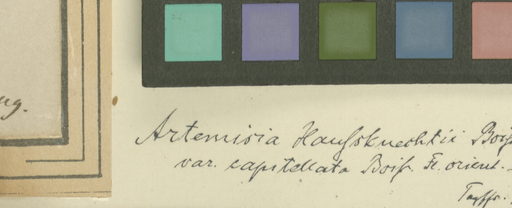 ng.
Artemisia Haußknechtii Boiß
var. capitellata Boiß. Fl. orient.